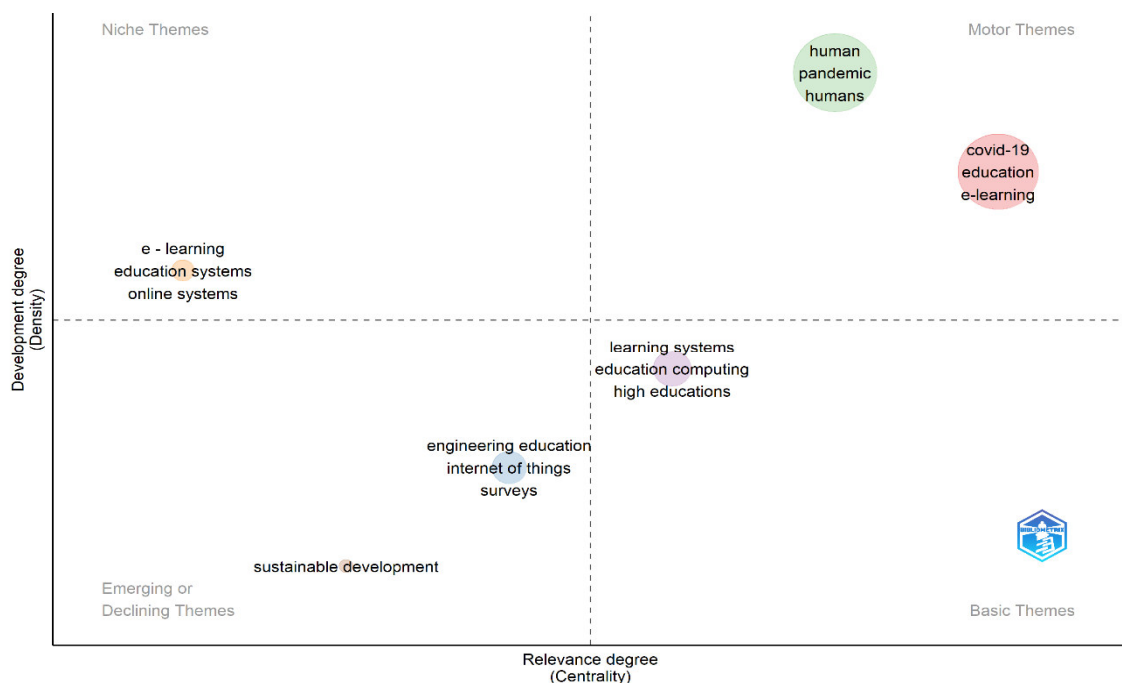 Niche Themes
Motor Themes
human
pandemic
humans
covid-19
education
e-learning
e - learning
education systems
online systems
Development degree
(Density)
learning systems
education computing
high educations
engineering education
internet of things
surveys
BIBLIOMETRIX
sustainable development
Emerging or
Declining Themes
Basic Themes
Relevance degree
(Centrality)